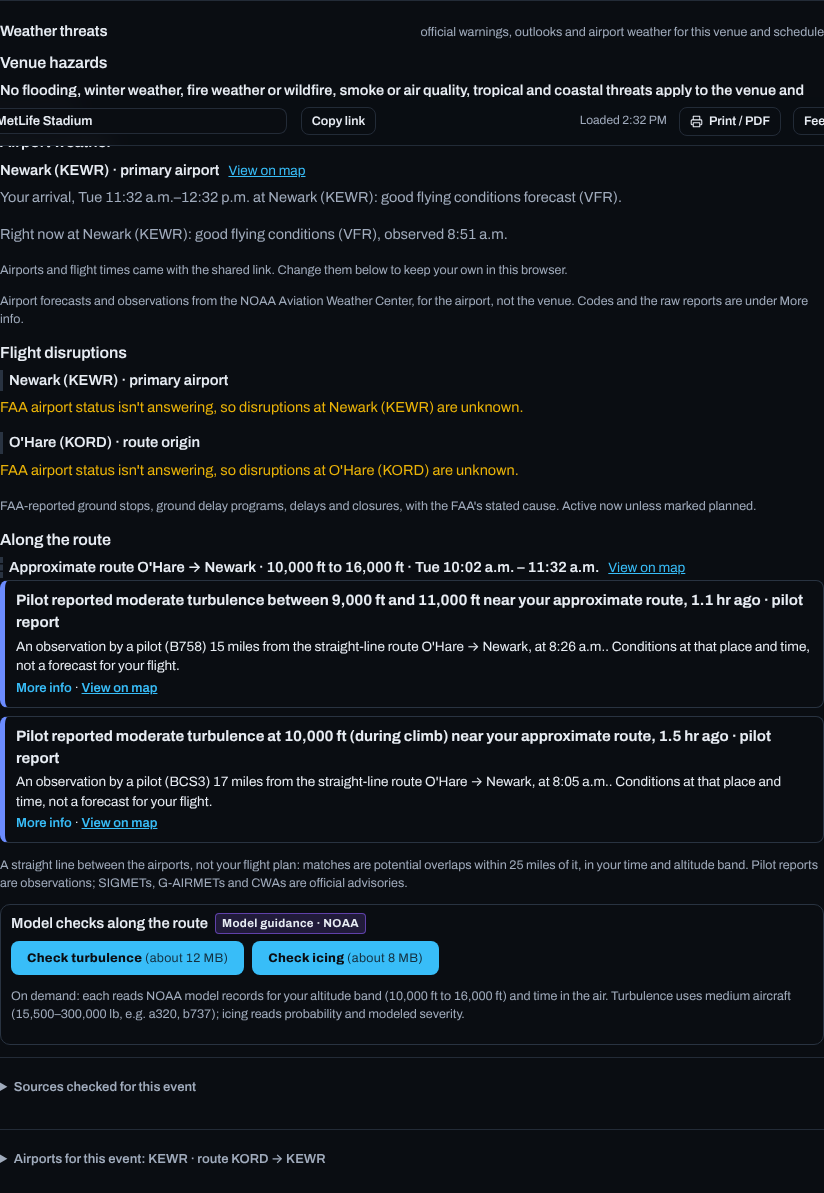 Weather threats
official warnings, outlooks and airport weather for this venue and schedule
Venue hazards
No flooding, winter weather, fire weather or wildfire, smoke or air quality, tropical and coastal threats apply to the venue and
MetLife Stadium
Copy link
Loaded 2:32 PM
Print / PDF
Fee
Airport weather
Newark (KEWR) · primary airport View on map
Your arrival, Tue 11:32 a.m.–12:32 p.m. at Newark (KEWR): good flying conditions forecast (VFR).
Right now at Newark (KEWR): good flying conditions (VFR), observed 8:51 a.m.
Airports and flight times came with the shared link. Change them below to keep your own in this browser.
Airport forecasts and observations from the NOAA Aviation Weather Center, for the airport, not the venue. Codes and the raw reports are under More
info.
Flight disruptions
Newark (KEWR) · primary airport
FAA airport status isn't answering, so disruptions at Newark (KEWR) are unknown.
O'Hare (KORD) · route origin
FAA airport status isn't answering, so disruptions at O'Hare (KORD) are unknown.
FAA-reported ground stops, ground delay programs, delays and closures, with the FAA's stated cause. Active now unless marked planned.
Along the route
Approximate route O'Hare → Newark · 10,000 ft to 16,000 ft · Tue 10:02 a.m. – 11:32 a.m. View on map
Pilot reported moderate turbulence between 9,000 ft and 11,000 ft near your approximate route, 1.1 hr ago · pilot
report
An observation by a pilot (B758) 15 miles from the straight-line route O'Hare → Newark, at 8:26 a.m.. Conditions at that place and time,
not a forecast for your flight.
More info · View on map
Pilot reported moderate turbulence at 10,000 ft (during climb) near your approximate route, 1.5 hr ago · pilot
report
An observation by a pilot (BCS3) 17 miles from the straight-line route O'Hare → Newark, at 8:05 a.m.. Conditions at that place and
time, not a forecast for your flight.
More info · View on map
A straight line between the airports, not your flight plan: matches are potential overlaps within 25 miles of it, in your time and altitude band. Pilot reports
are observations; SIGMETs, G-AIRMETs and CWAs are official advisories.
Model checks along the route
Model guidance · NOAA
Check turbulence (about 12 MB)
Check icing (about 8 MB)
On demand: each reads NOAA model records for your altitude band (10,000 ft to 16,000 ft) and time in the air. Turbulence uses medium aircraft
(15,500–300,000 lb, e.g. a320, b737); icing reads probability and modeled severity.
Sources checked for this event
Airports for this event: KEWR · route KORD → KEWR